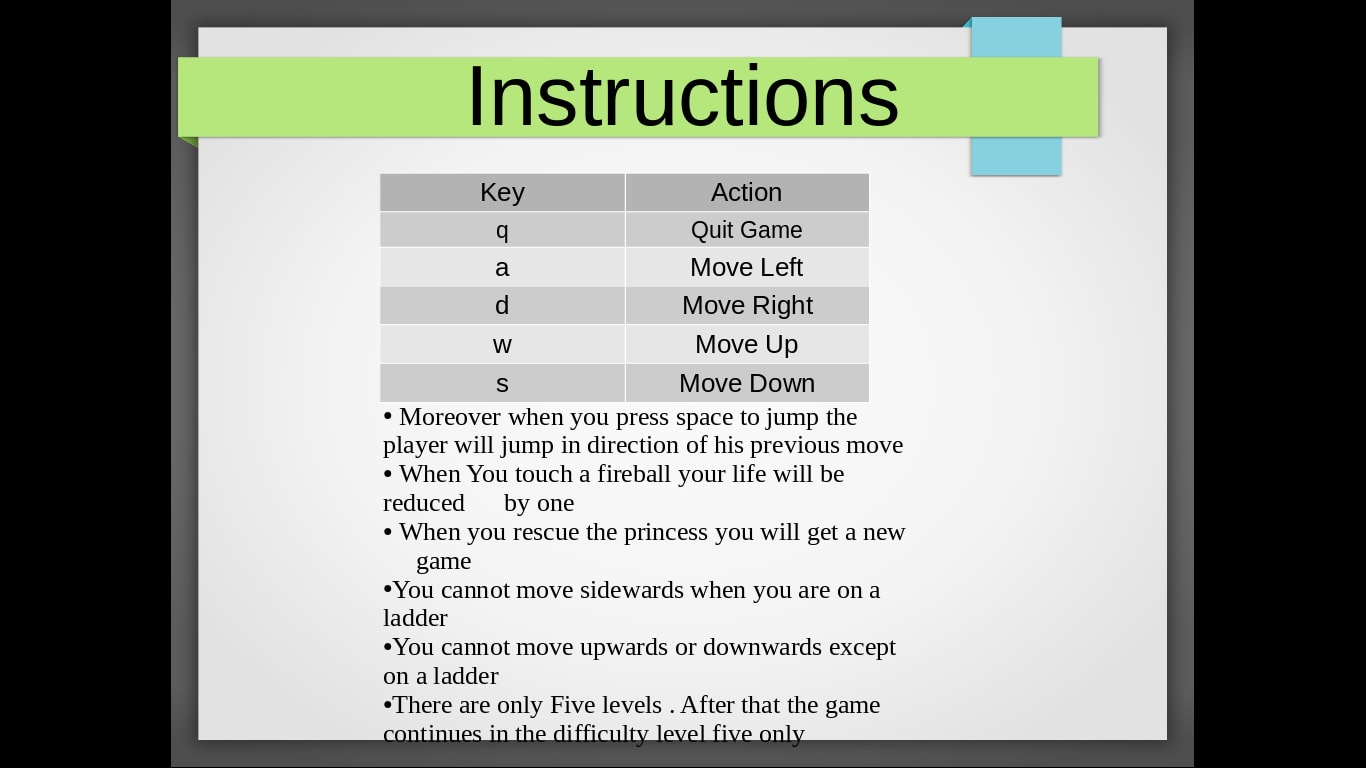 Instructions
Key Action
q Quit Game
a Move Left
d Move Right
w Move Up
s Move Down
• Moreover when you press space to jump the
player will jump in direction of his previous move
• When You touch a fireball your life will be
reduced by one
• When you rescue the princess you will get a new
game
•You cannot move sidewards when you are on a
ladder
•You cannot move upwards or downwards except
on a ladder
•There are only Five levels . After that the game
continues in the difficulty level five only